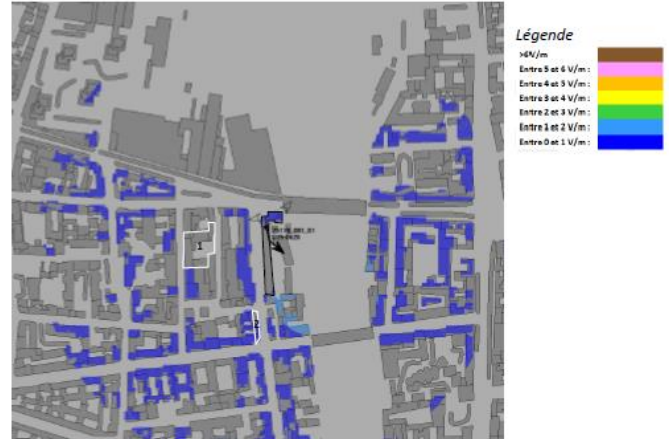 Légende
>6V/m
Entre 5 et 6 V/m :
Entre 4 et 5 V/m :
Entre 3 et 4 V/m :
Entre 2 et 3 V/m :
Entre 1 et 2 V/m :
Entre 0 et 1 V/m :
1
2